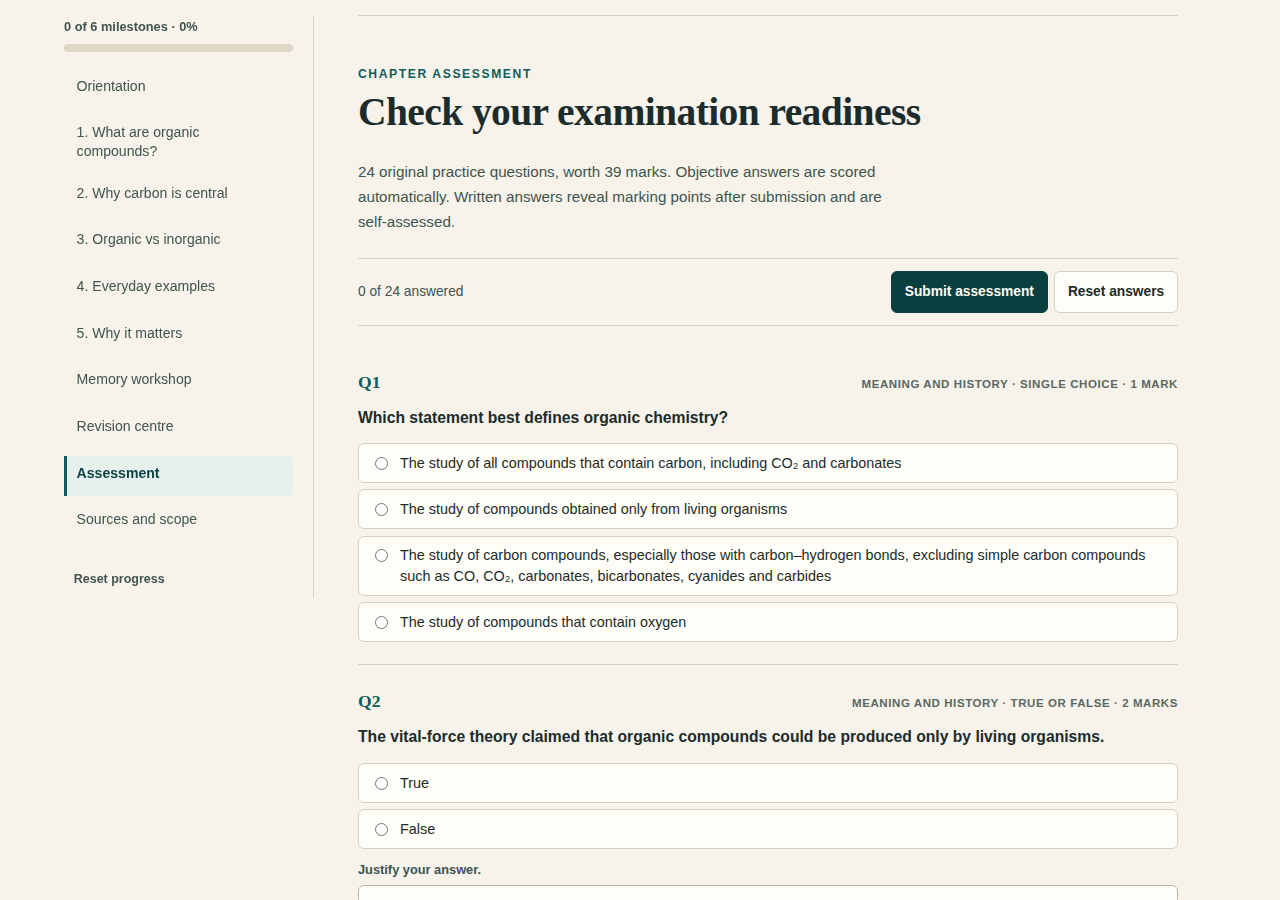 0 of 6 milestones · 0%
Orientation
1. What are organic
compounds?
2. Why carbon is central
3. Organic vs inorganic
4. Everyday examples
5. Why it matters
Memory workshop
Revision centre
Assessment
Sources and scope
Reset progress
CHAPTER ASSESSMENT
Check your examination readiness
24 original practice questions, worth 39 marks. Objective answers are scored
automatically. Written answers reveal marking points after submission and are
self-assessed.
0 of 24 answered
Submit assessment
Reset answers
Q1
MEANING AND HISTORY · SINGLE CHOICE · 1 MARK
Which statement best defines organic chemistry?
The study of all compounds that contain carbon, including CO₂ and carbonates
The study of compounds obtained only from living organisms
The study of carbon compounds, especially those with carbon–hydrogen bonds, excluding simple carbon compounds
such as CO, CO₂, carbonates, bicarbonates, cyanides and carbides
The study of compounds that contain oxygen
Q2
MEANING AND HISTORY · TRUE OR FALSE · 2 MARKS
The vital-force theory claimed that organic compounds could be produced only by living organisms.
True
False
Justify your answer.